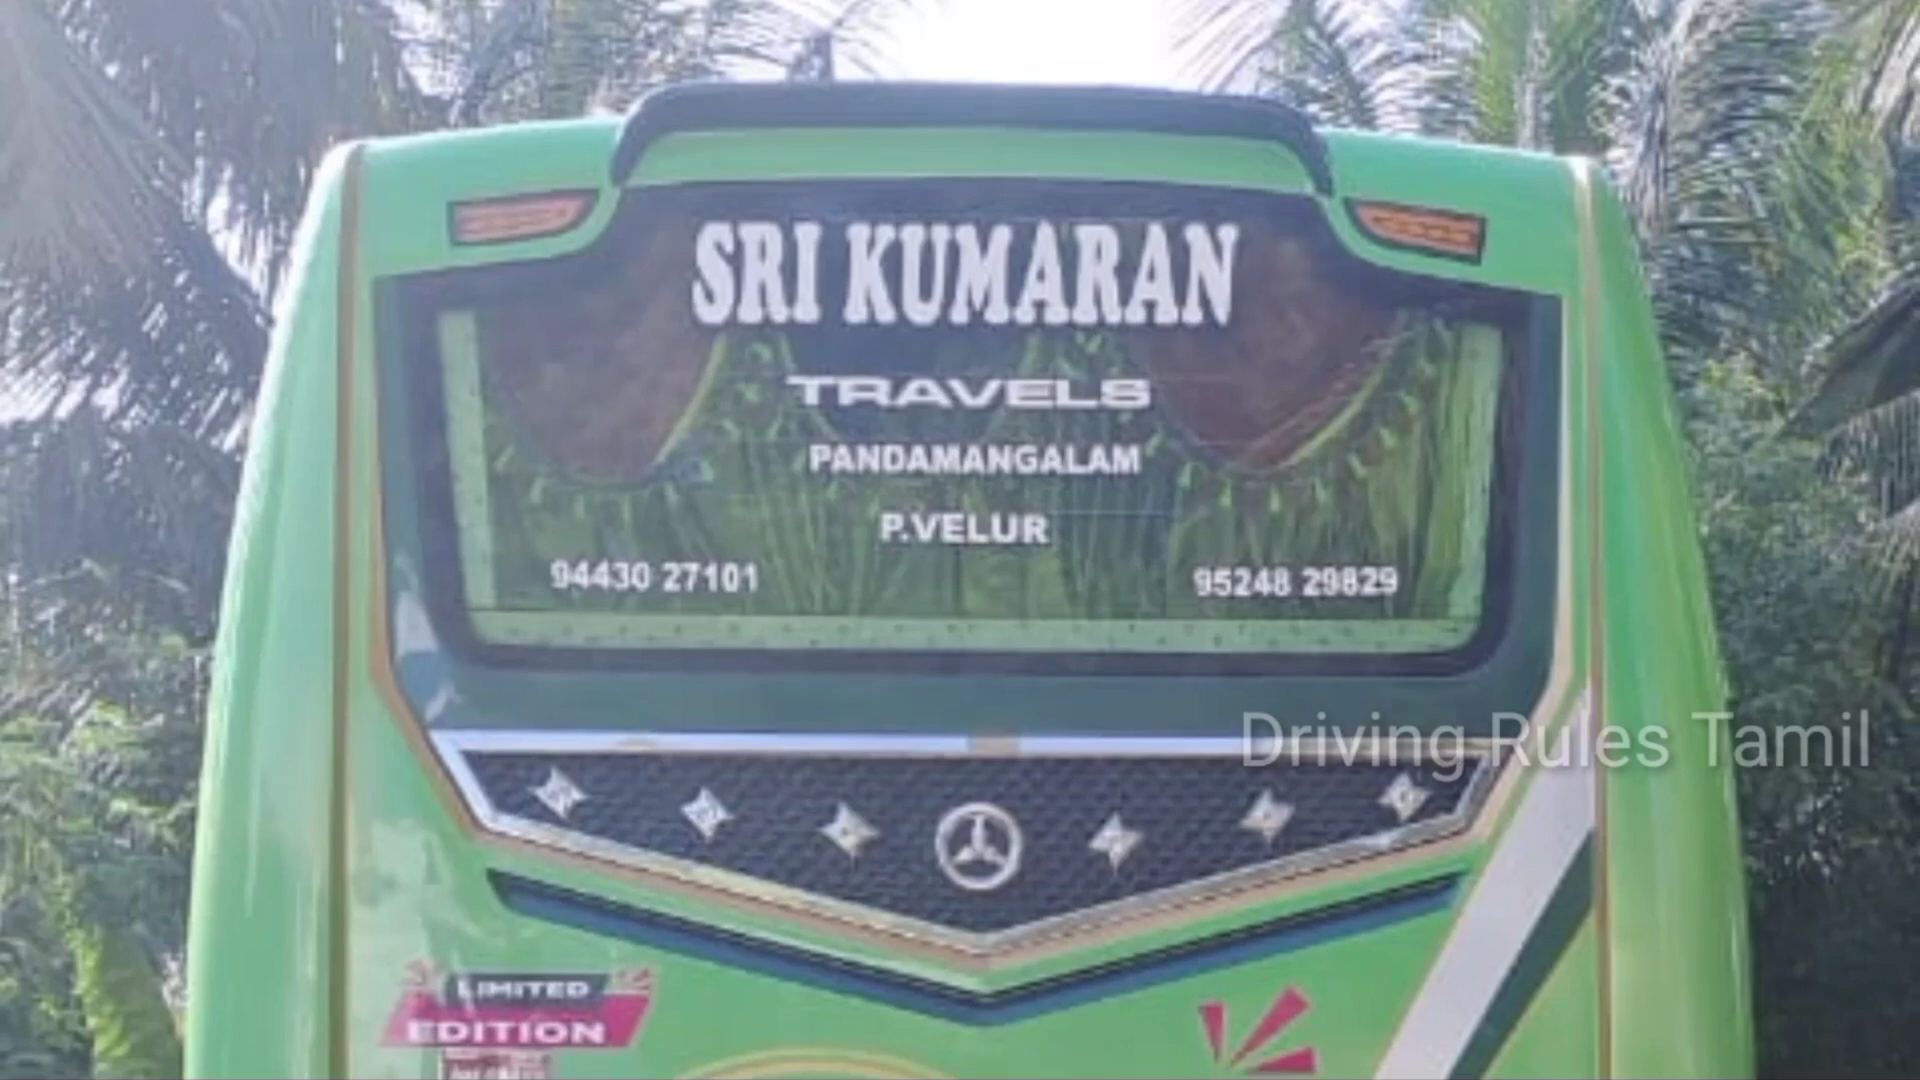 SRI KUMARAN
TRAVELS
PANDAMANGALAM
P.VELUR
94430 27101
95248 29829
Driving Rules Tamil
LIMITED
EDITION